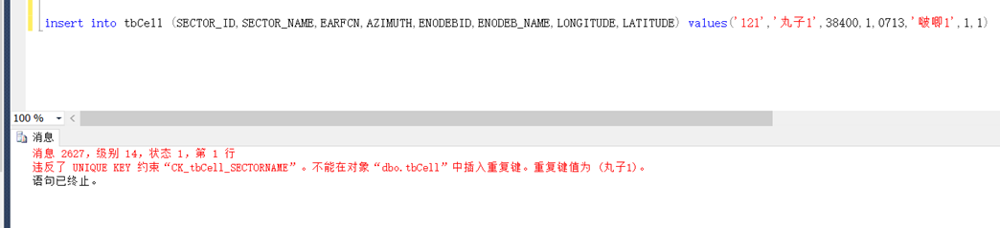 insert into tbCell (SECTOR_ID,SECTOR_NAME,EARFCN,AZIMUTH,ENODEBID,ENODEB_NAME,LONGITUDE,LATITUDE) values('121','丸子1',38400,1,0713,'啵唧1',1,1)
100 %
消息
消息 2627，级别 14，状态 1，第 1 行
违反了 UNIQUE KEY 约束“CK_tbCell_SECTORNAME”。不能在对象“dbo.tbCell”中插入重复键。重复键值为 (丸子1)。
语句已终止。